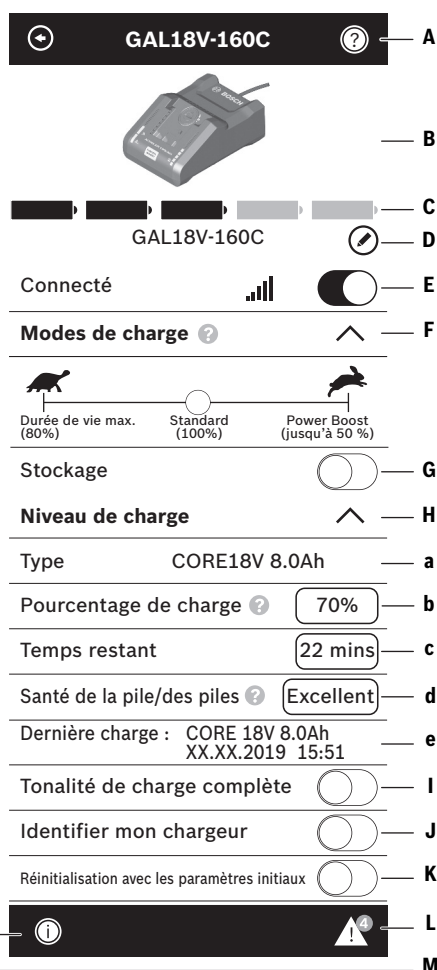 GAL18V-160C ? A
BOSCH
B
C
GAL18V-160C D
Connecté E
Modes de charge ? F
Durée de vie max. (80%)
Standard (100%)
Power Boost (jusqu'à 50 %)
Stockage G
Niveau de charge H
Type CORE18V 8.0Ah a
Pourcentage de charge ? 70% b
Temps restant 22 mins c
Santé de la pile/des piles ? Excellent d
Dernière charge : CORE 18V 8.0Ah e
XX.XX.2019 15:51
Tonalité de charge complète I
Identifier mon chargeur J
Réinitialisation avec les paramètres initiaux K
i ! 4 L
M